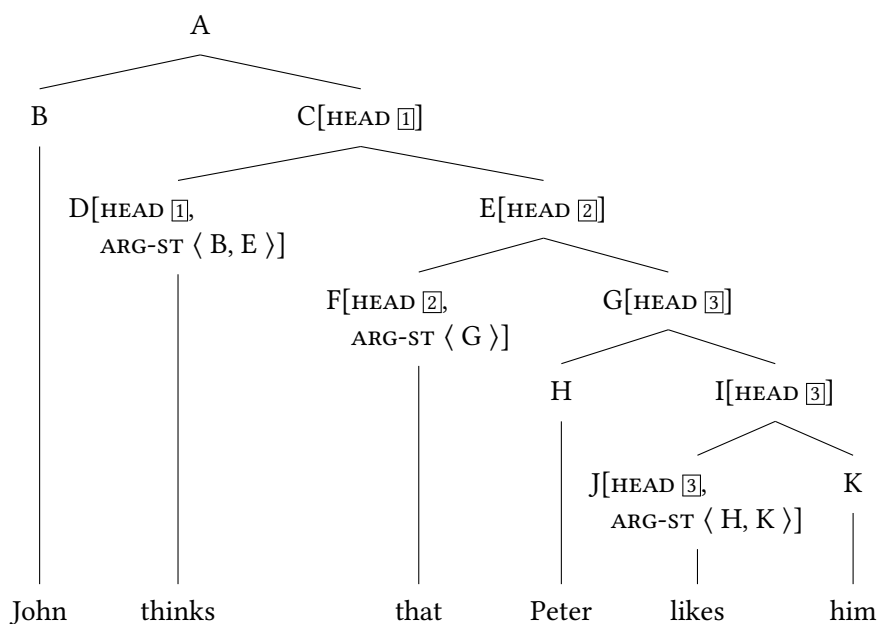 A
B C[HEAD 1]
D[HEAD 1, E[HEAD 2]
ARG-ST ⟨ B, E ⟩]
F[HEAD 2, G[HEAD 3]
ARG-ST ⟨ G ⟩]
H I[HEAD 3]
J[HEAD 3, K
ARG-ST ⟨ H, K ⟩]
John thinks that Peter likes him